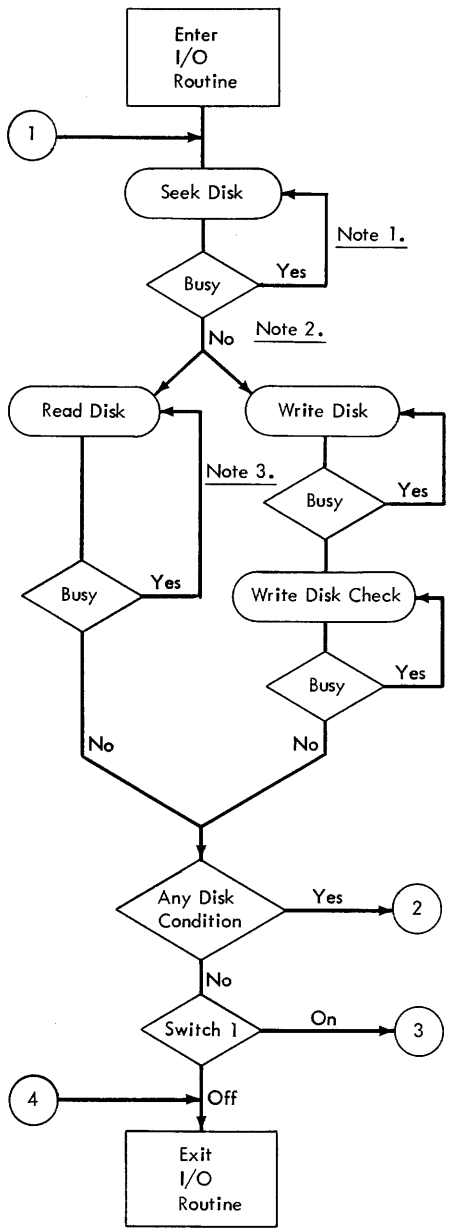 Enter
I/O
Routine
1
Seek Disk
Note 1.
Busy
Yes
No
Note 2.
Read Disk
Write Disk
Note 3.
Busy
Yes
Busy
Yes
Write Disk Check
Busy
Yes
No
No
Any Disk
Condition
Yes
2
No
Switch 1
On
3
4
Off
Exit
I/O
Routine